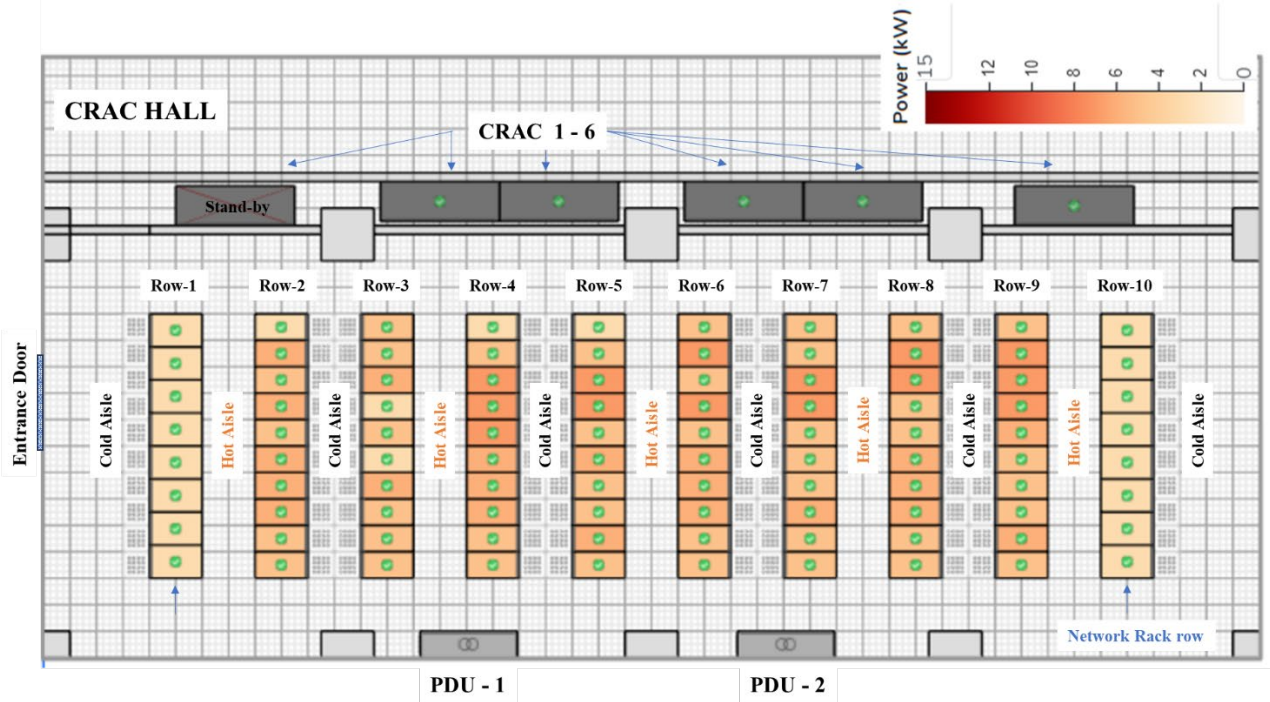 Power (kW)
15
12
10
8
6
4
2
0
CRAC HALL
CRAC 1 - 6
Stand-by
Row-1
Row-2
Row-3
Row-4
Row-5
Row-6
Row-7
Row-8
Row-9
Row-10
Entrance Door
Cold Aisle
Hot Aisle
Cold Aisle
Hot Aisle
Cold Aisle
Hot Aisle
Cold Aisle
Hot Aisle
Cold Aisle
Hot Aisle
Cold Aisle
Network Rack row
PDU - 1
PDU - 2